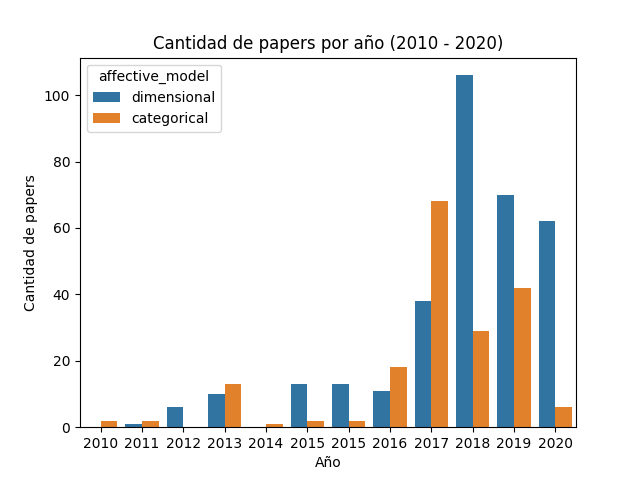 Cantidad de papers por año (2010 - 2020)
affective_model
dimensional
categorical
Cantidad de papers
100
80
60
40
20
0
2010 2011 2012 2013 2014 2015 2015 2016 2017 2018 2019 2020
Año